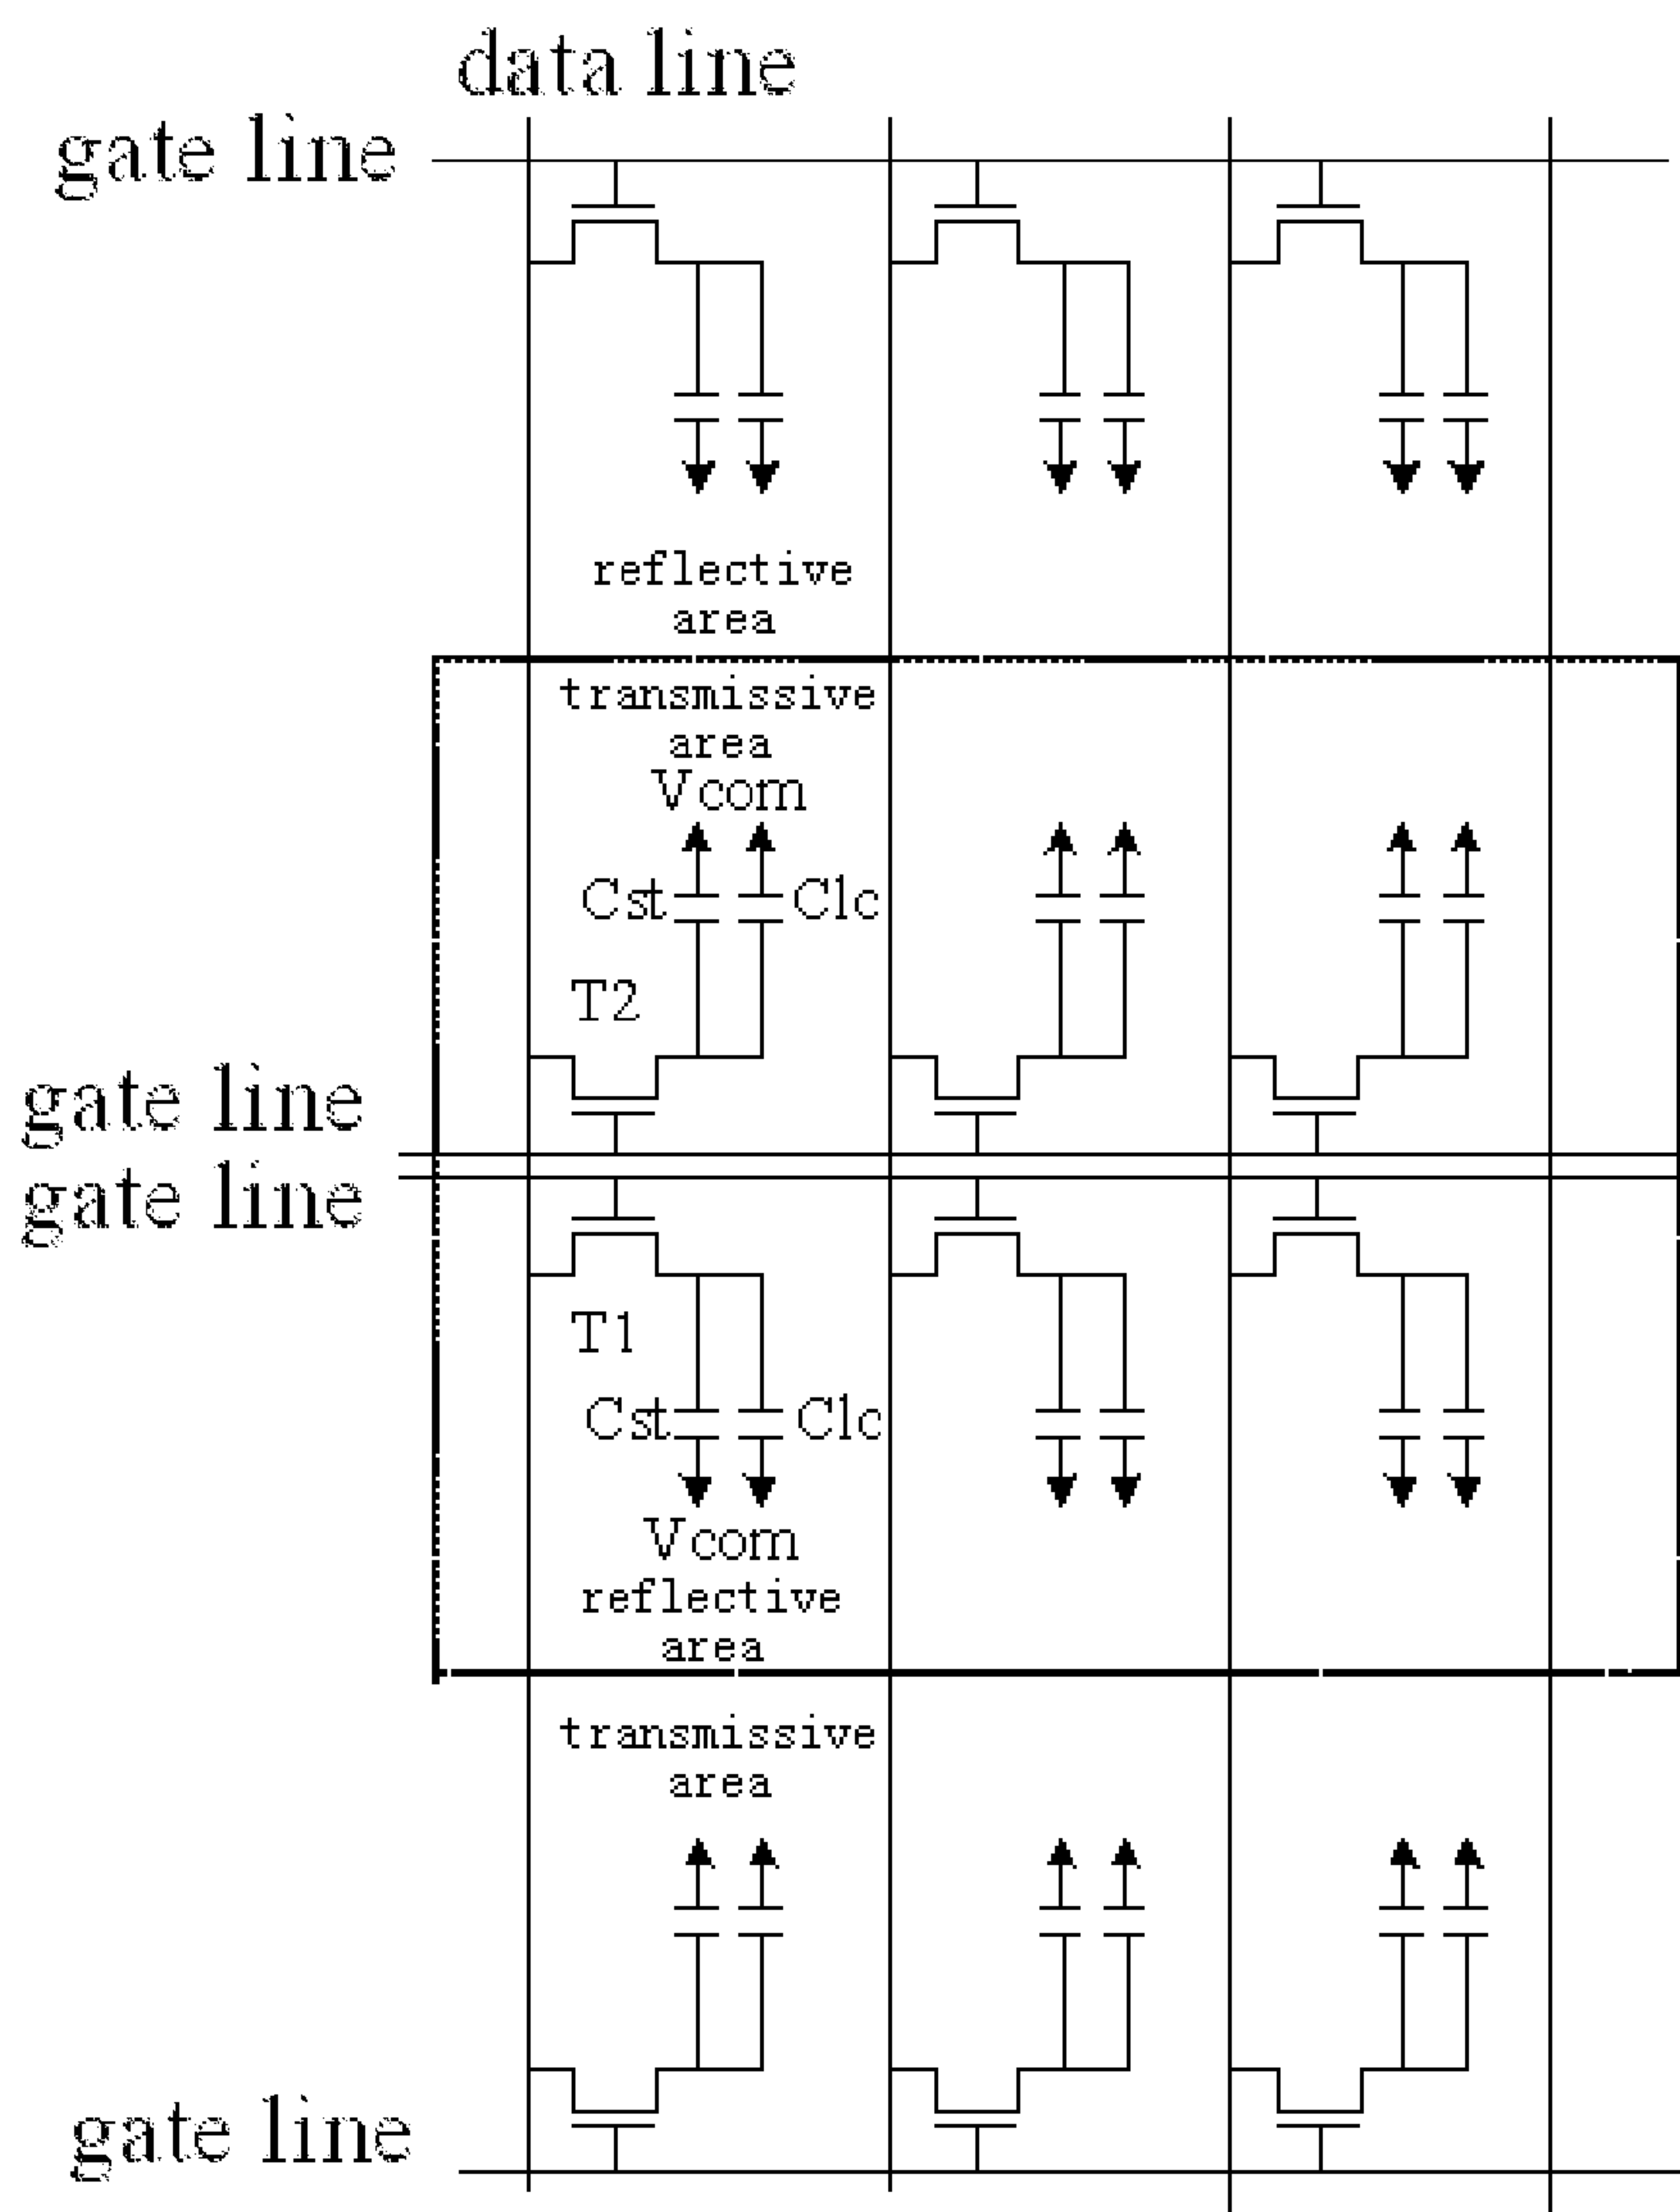 data line
gate line
reflective
area
transmissive
area
Vcom
Cst
Clc
T2
gate line
gate line
T1
Cst
Clc
Vcom
reflective
area
transmissive
area
gate line